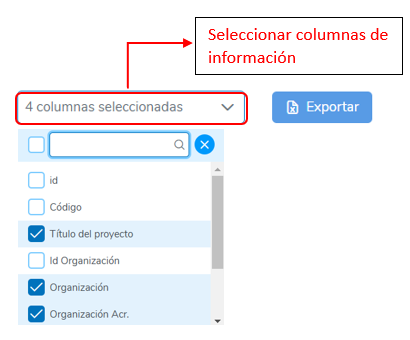 Seleccionar columnas de
información
4 columnas seleccionadas
Exportar
id
Código
Título del proyecto
Id Organización
Organización
Organización Acr.